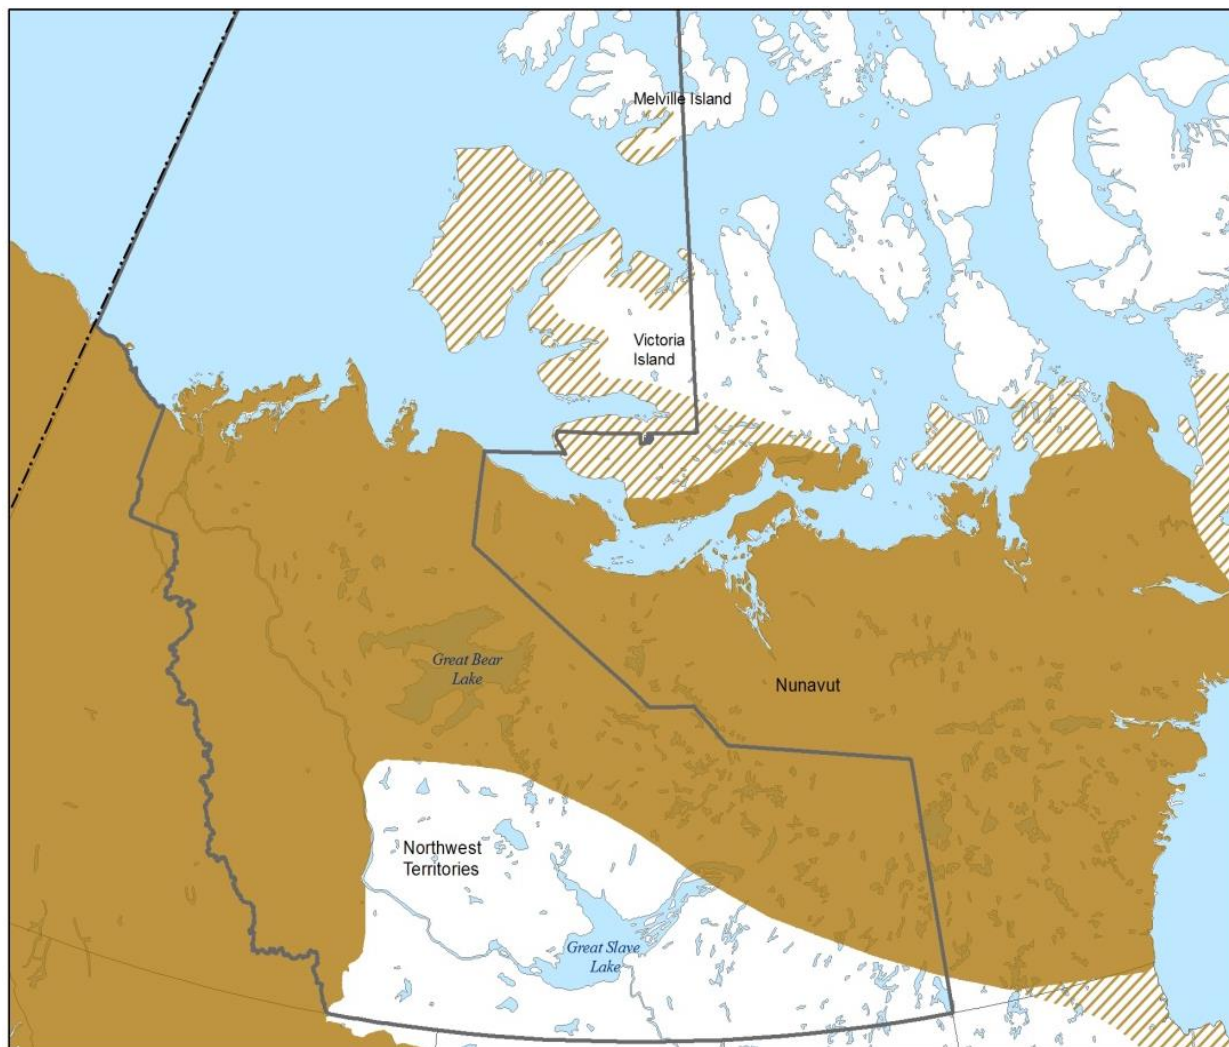 Melville Island
Victoria
Island
Great Bear
Lake
Nunavut
Northwest
Territories
Great Slave
Lake